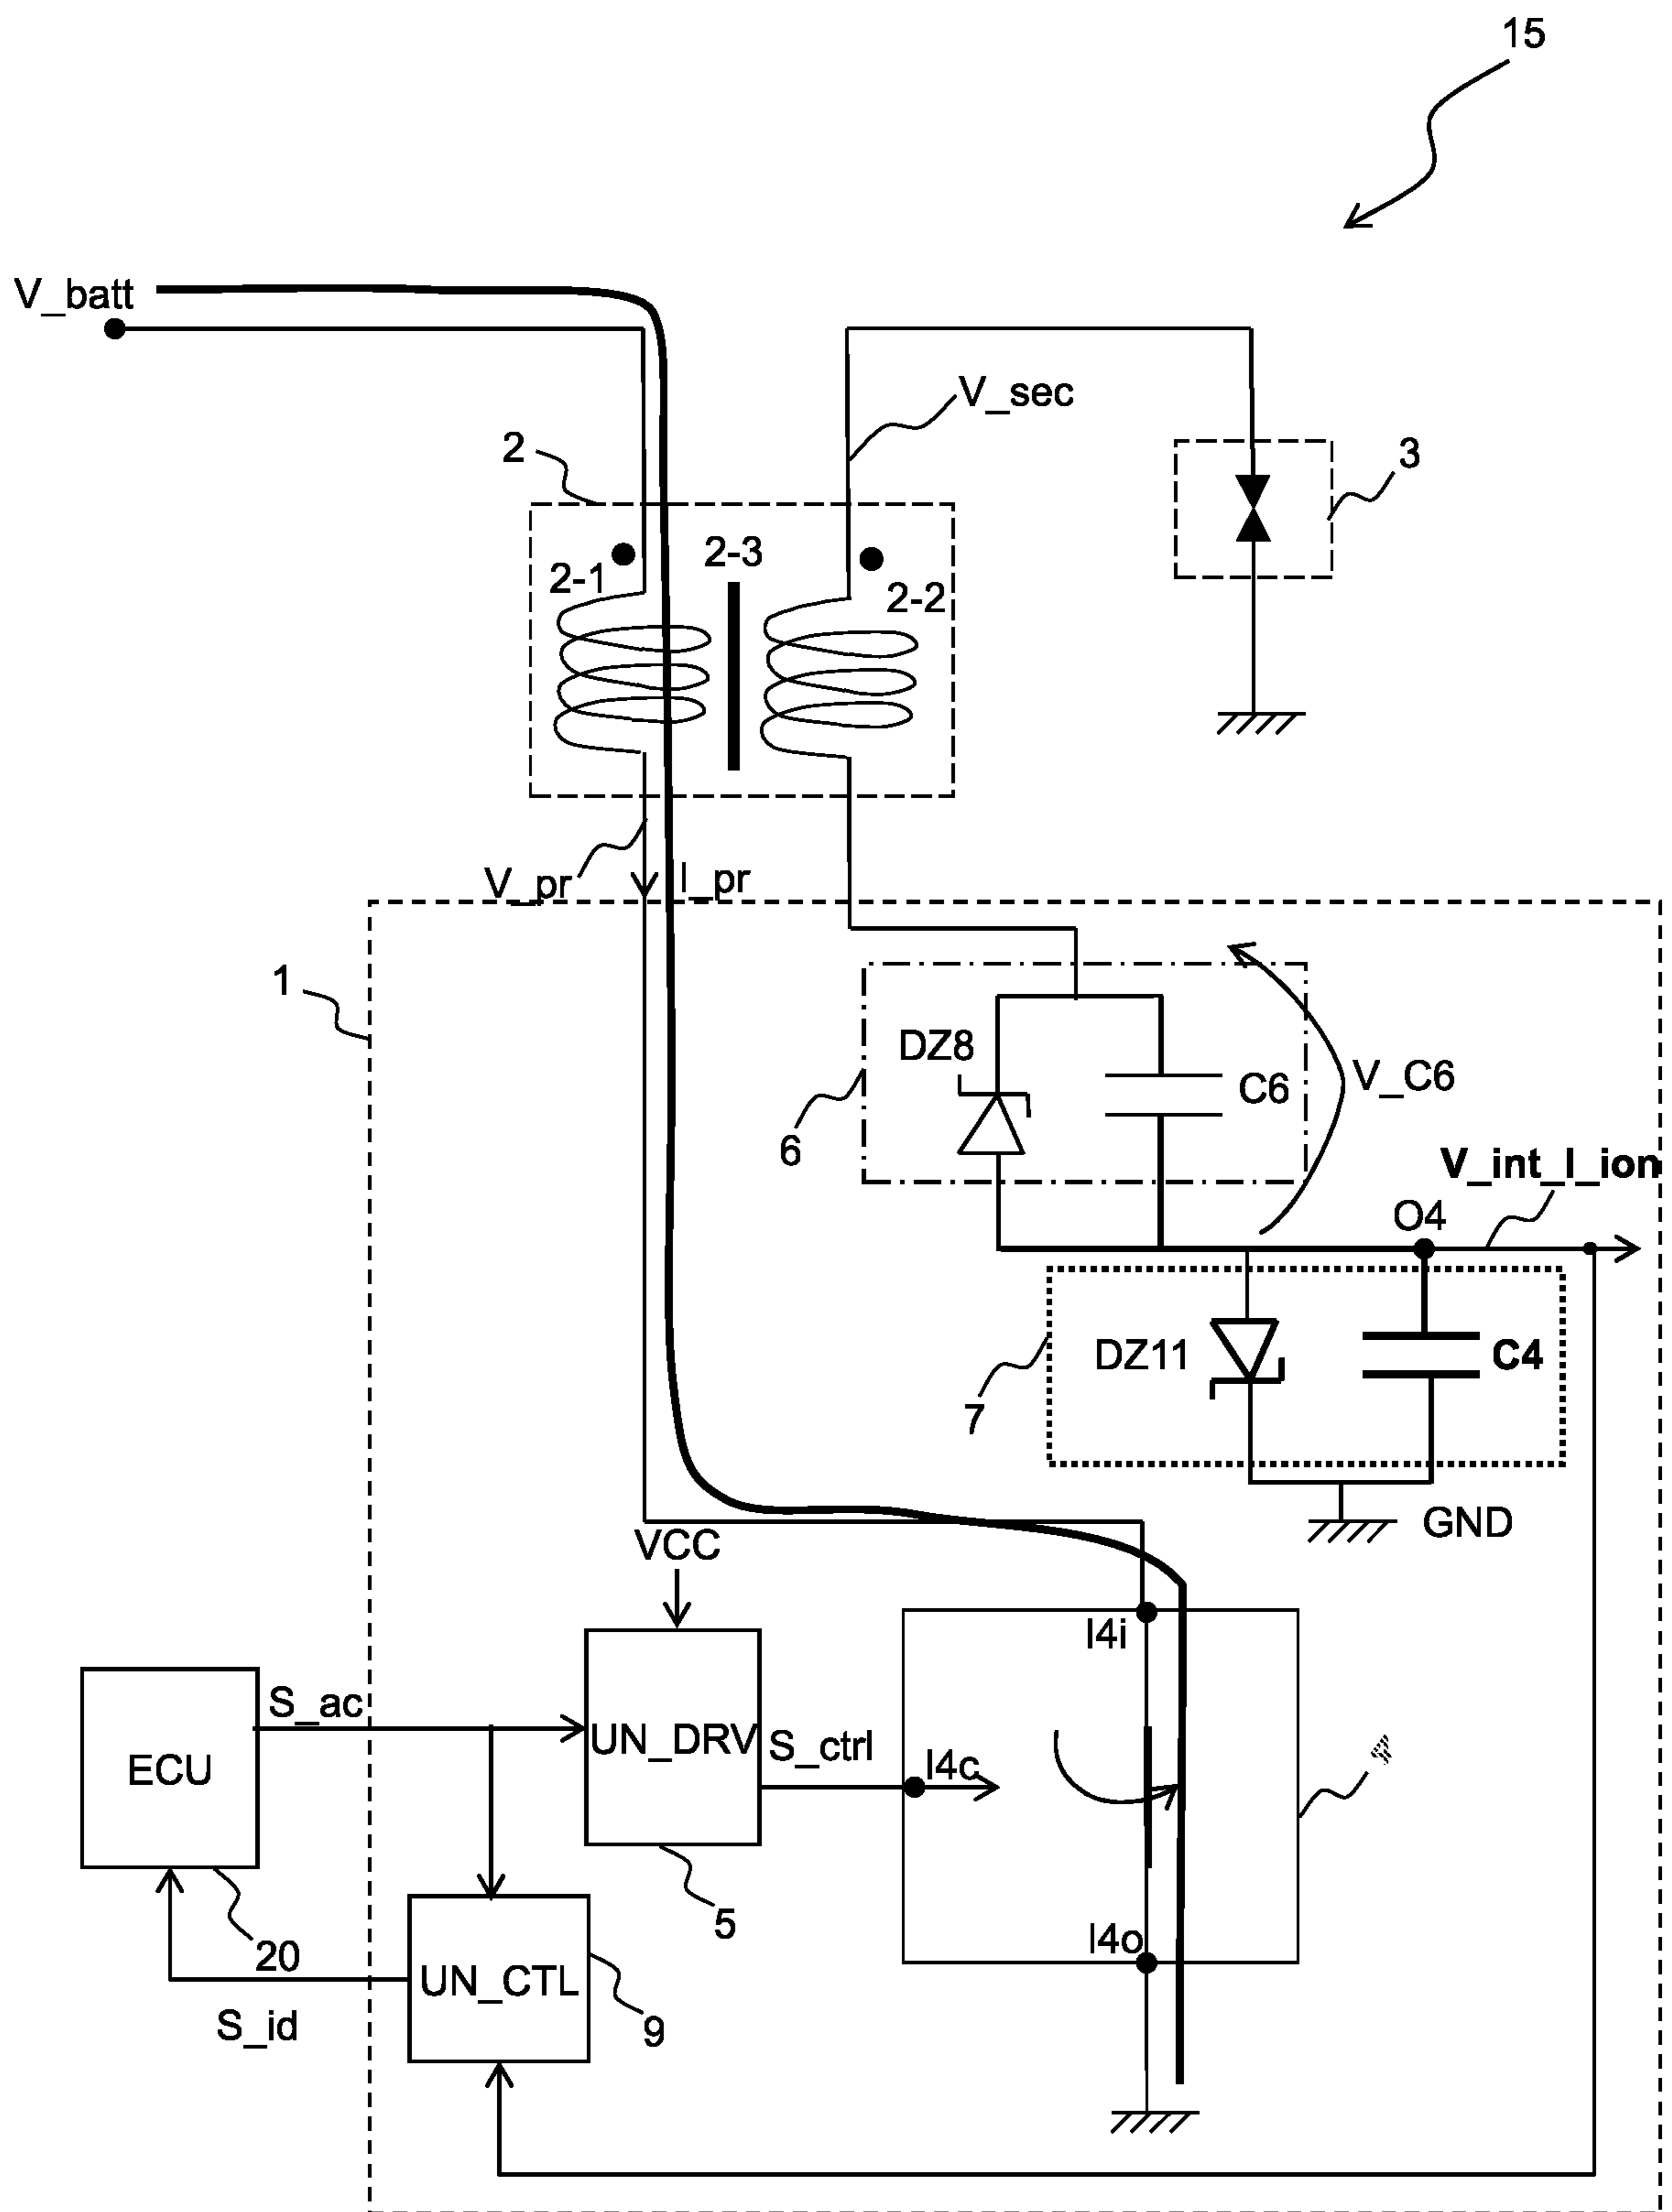 15
V_batt
V_sec
2
3
2-3
2-1
2-2
V_pr
I_pr
1
DZ8
C6
V_C6
6
V_int_I_ion
O4
DZ11
C4
7
GND
VCC
I4i
S_ac
ECU
UN_DRV
S_ctrl
I4c
4
5
I4o
20
UN_CTL
S_id
9